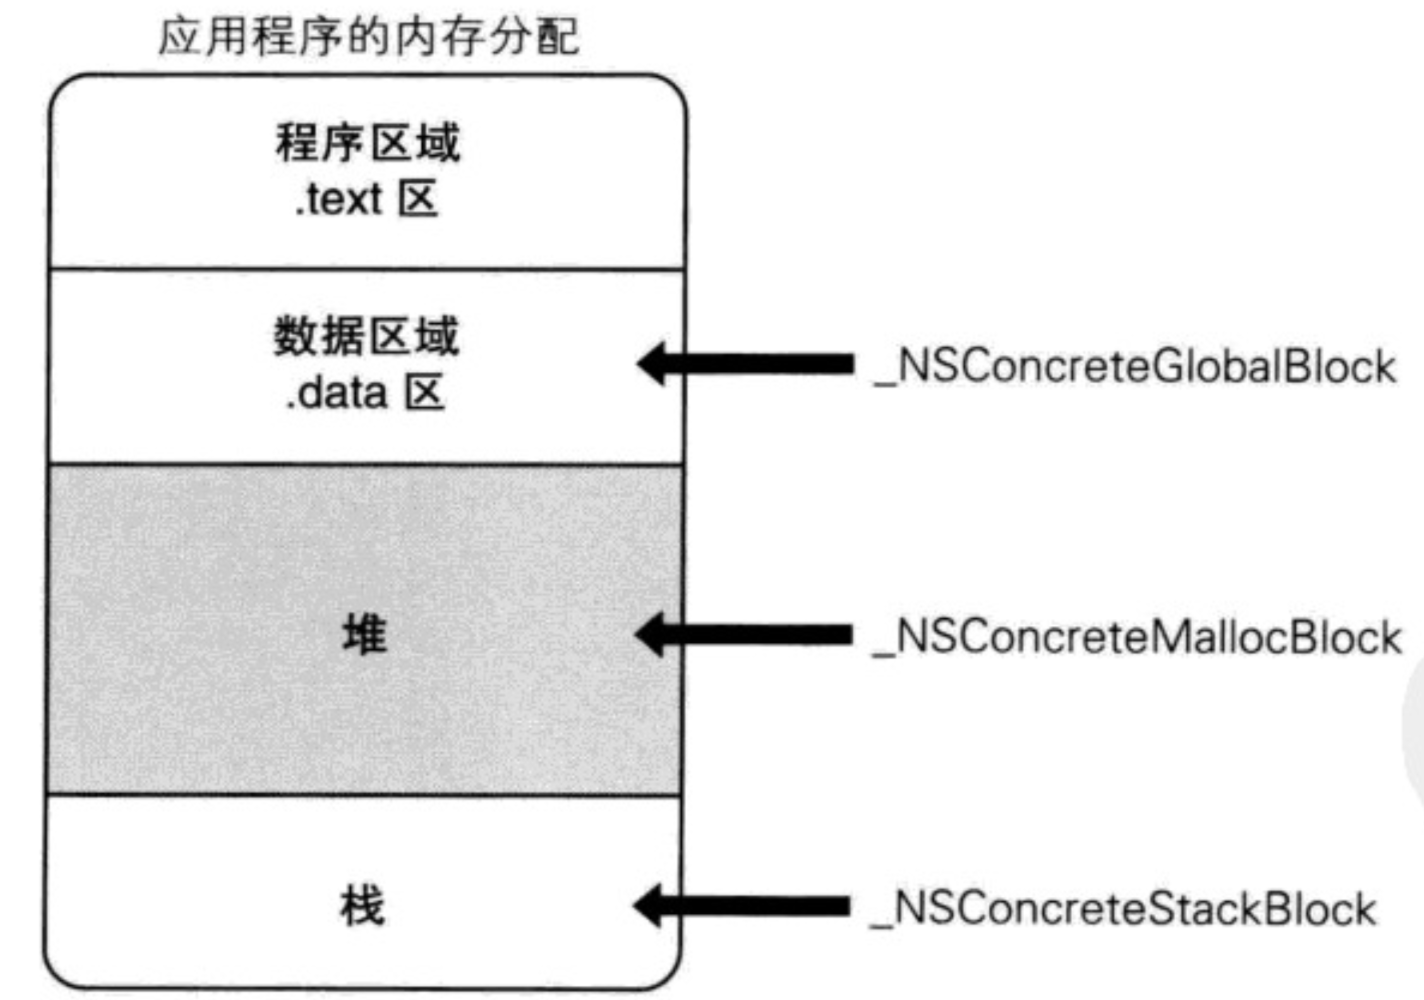 应用程序的内存分配
程序区域
.text 区
数据区域
.data 区
_NSConcreteGlobalBlock
堆
_NSConcreteMallocBlock
栈
_NSConcreteStackBlock